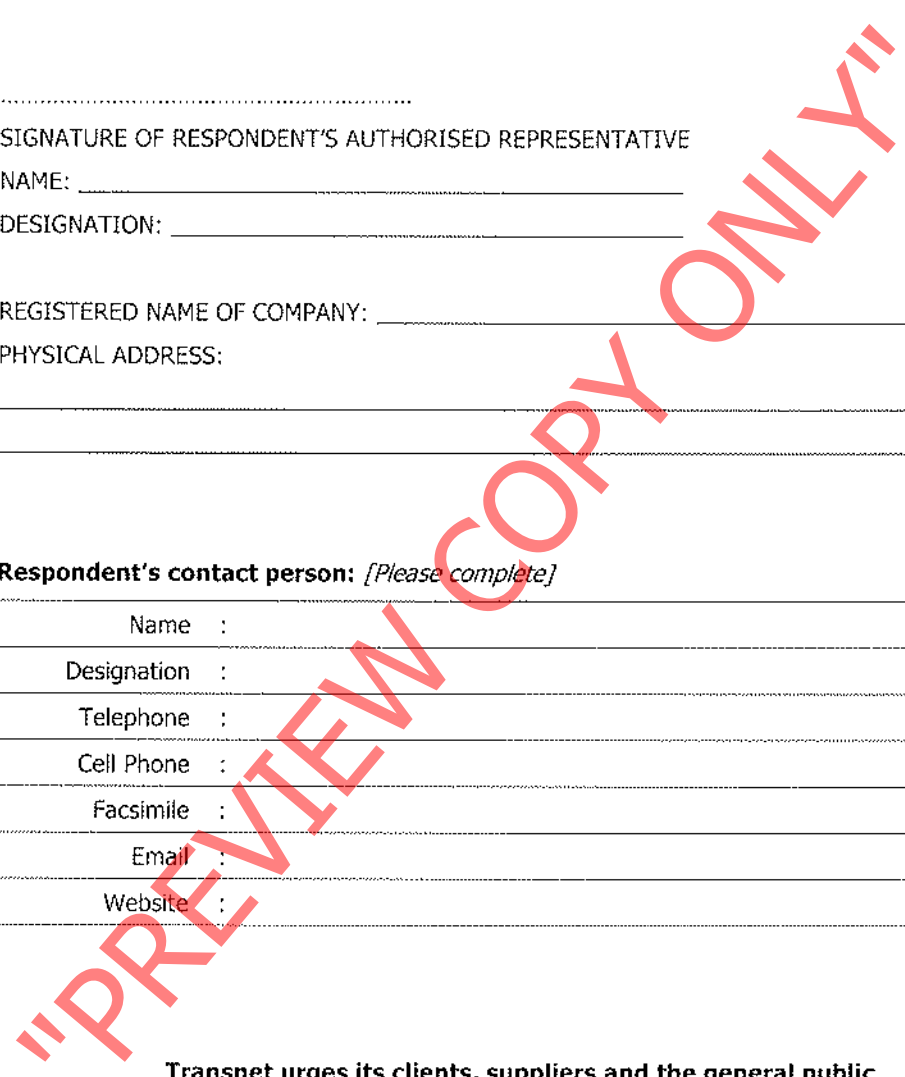 SIGNATURE OF RESPONDENT'S AUTHORISED REPRESENTATIVE
NAME:
DESIGNATION:
REGISTERED NAME OF COMPANY:
PHYSICAL ADDRESS:
Respondent's contact person: [Please complete]
Name :
Designation :
Telephone :
Cell Phone :
Facsimile :
Email :
Website :
Transnet urges its clients, suppliers and the general public
"PREVIEW COPY ONLY"